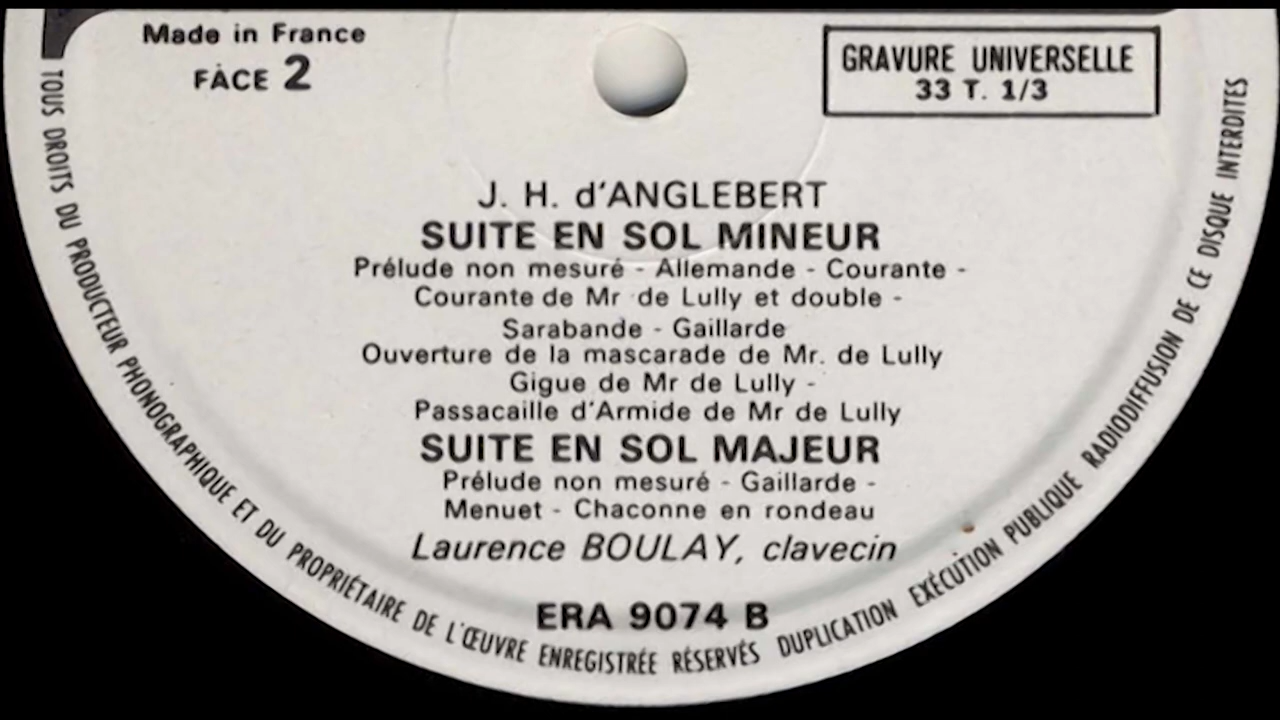 Made in France
FACE 2
GRAVURE UNIVERSELLE
33 T. 1/3
J. H. d'ANGLEBERT
SUITE EN SOL MINEUR
Prélude non mesuré - Allemande - Courante -
Courante de Mr de Lully et double -
Sarabande - Gaillarde
Ouverture de la mascarade de Mr. de Lully
Gigue de Mr de Lully -
Passacaille d'Armide de Mr de Lully
SUITE EN SOL MAJEUR
Prélude non mesuré - Gaillarde -
Menuet - Chaconne en rondeau
Laurence BOULAY, clavecin
ERA 9074 B
TOUS DROITS DU PRODUCTEUR PHONOGRAPHIQUE ET DU PROPRIÉTAIRE DE L'ŒUVRE ENREGISTRÉE RÉSERVÉS DUPLICATION EXÉCUTION PUBLIQUE RADIODIFFUSION DE CE DISQUE INTERDITES